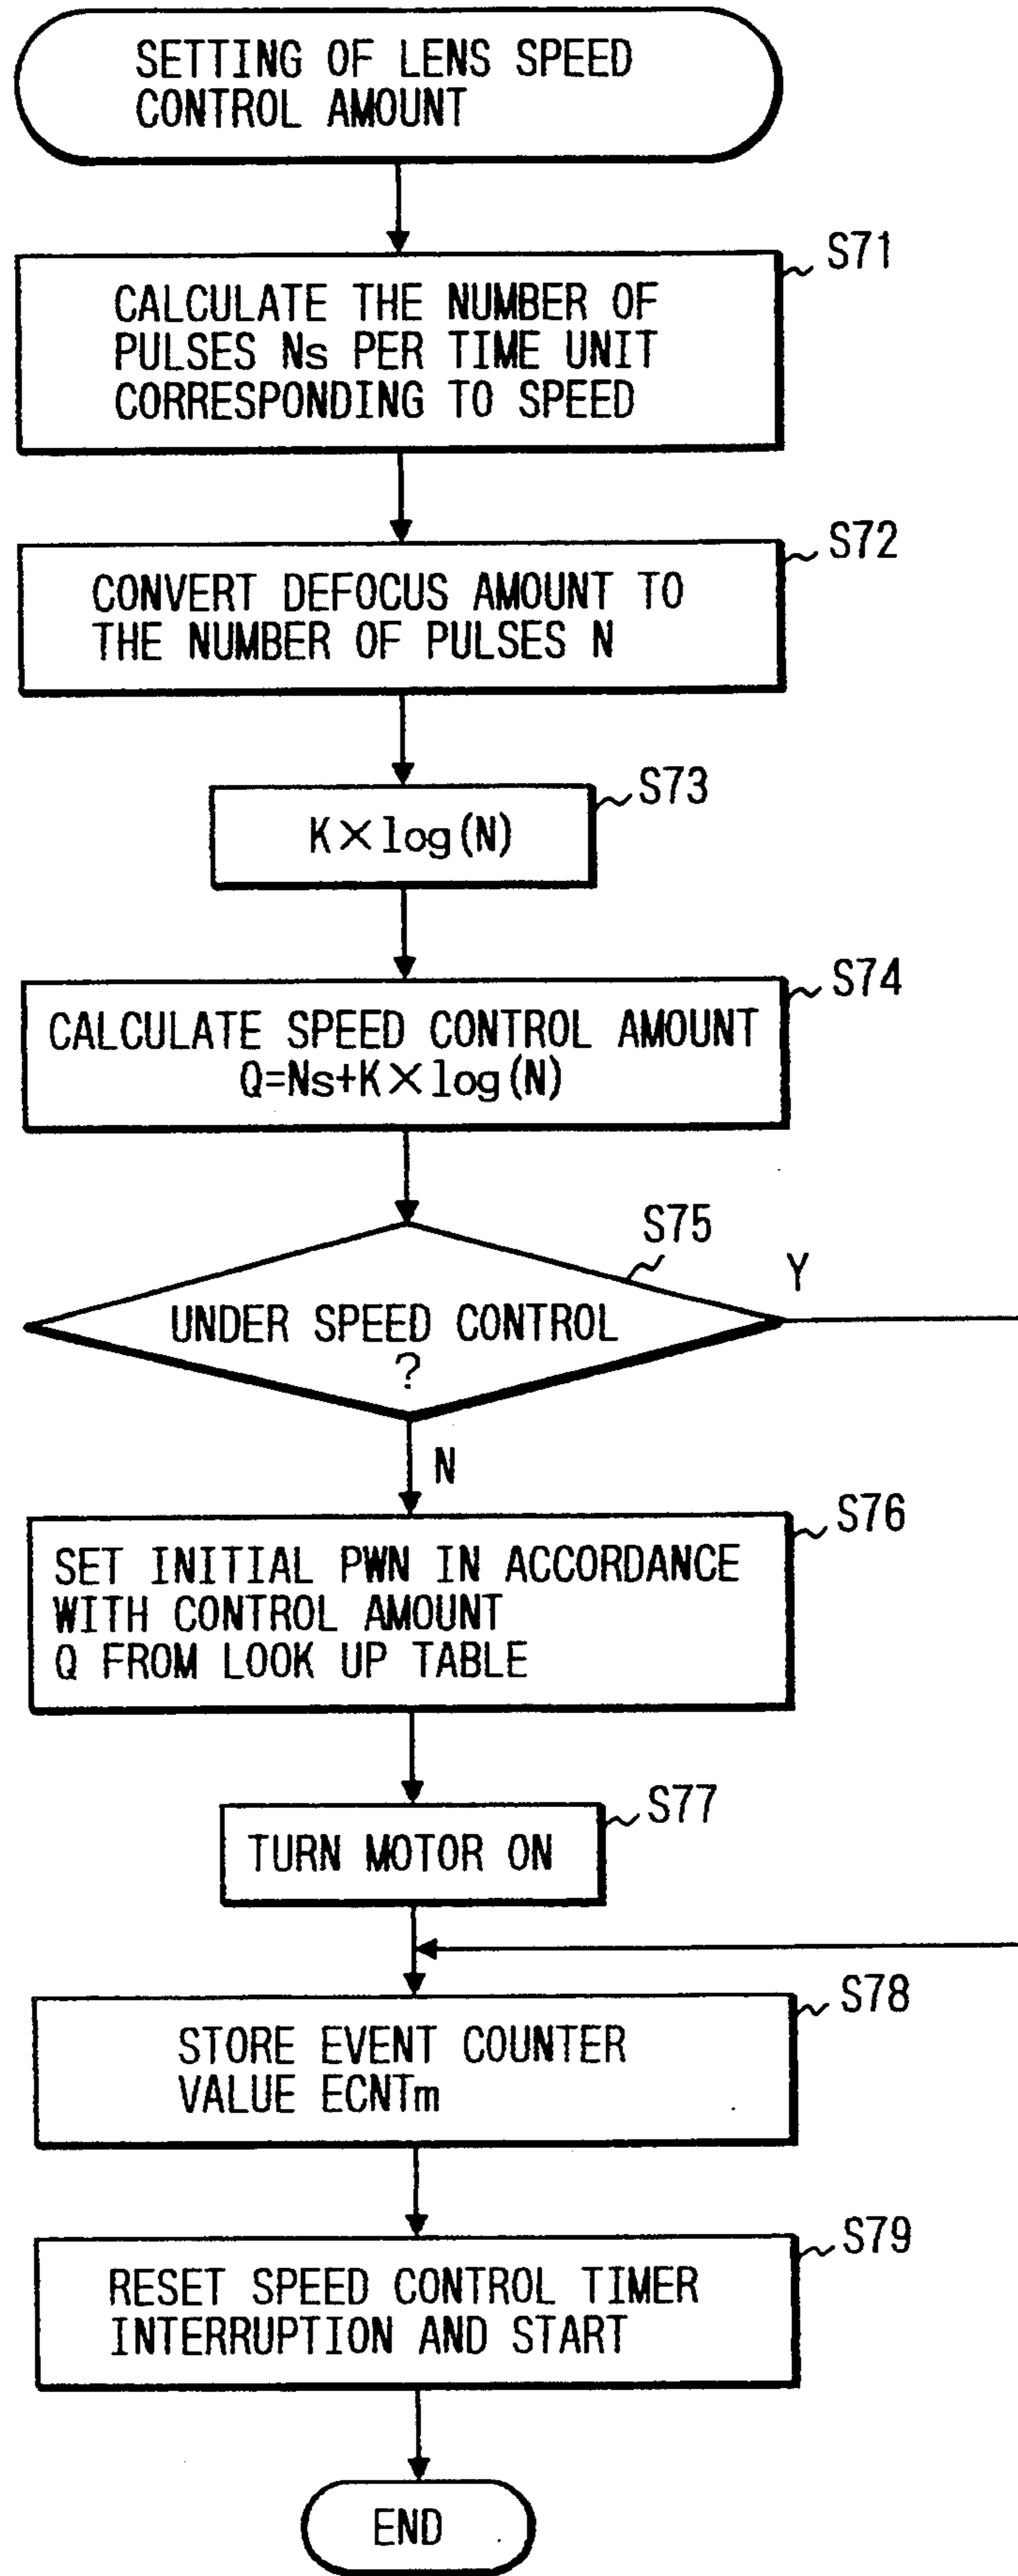 SETTING OF LENS SPEED
CONTROL AMOUNT
S71
CALCULATE THE NUMBER OF
PULSES Ns PER TIME UNIT
CORRESPONDING TO SPEED
S72
CONVERT DEFOCUS AMOUNT TO
THE NUMBER OF PULSES N
S73
K×log(N)
S74
CALCULATE SPEED CONTROL AMOUNT
Q=Ns+K×log(N)
S75
Y
UNDER SPEED CONTROL
?
N
S76
SET INITIAL PWN IN ACCORDANCE
WITH CONTROL AMOUNT
Q FROM LOOK UP TABLE
S77
TURN MOTOR ON
S78
STORE EVENT COUNTER
VALUE ECNTm
S79
RESET SPEED CONTROL TIMER
INTERRUPTION AND START
END